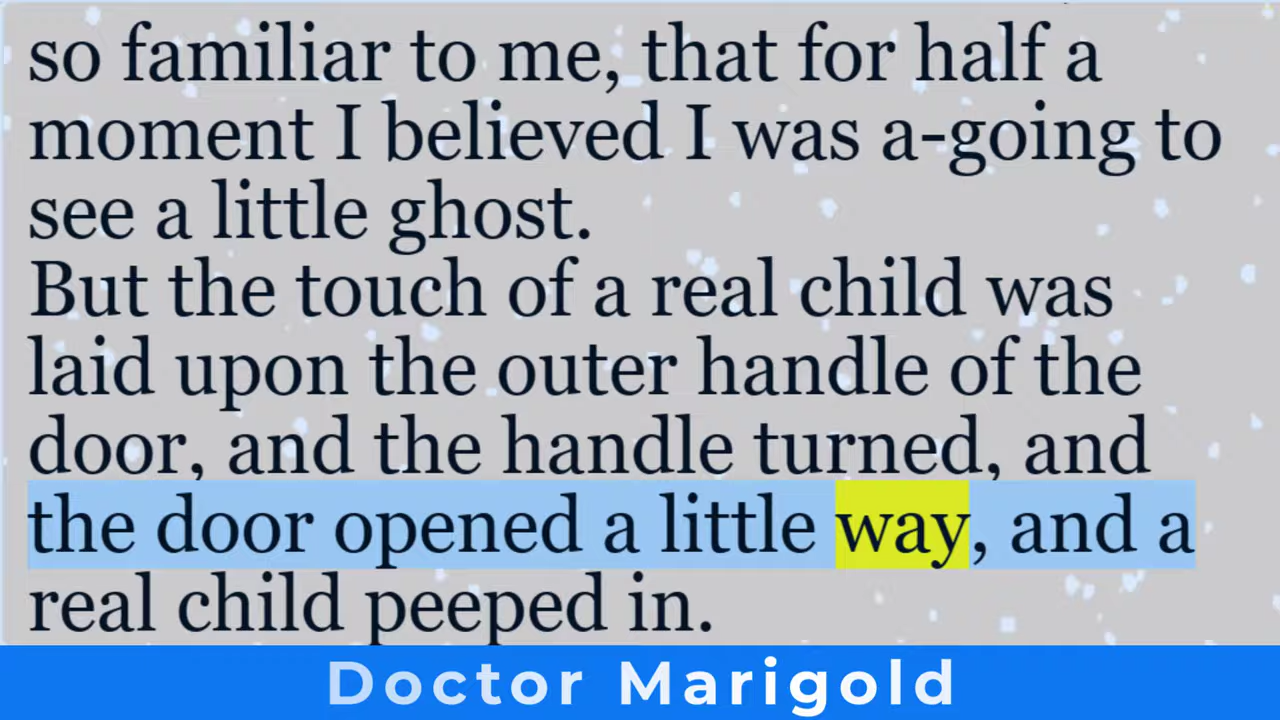 so familiar to me, that for half a
moment I believed I was a-going to
see a little ghost.
But the touch of a real child was
laid upon the outer handle of the
door, and the handle turned, and
the door opened a little way, and a
real child peeped in.
Doctor Marigold